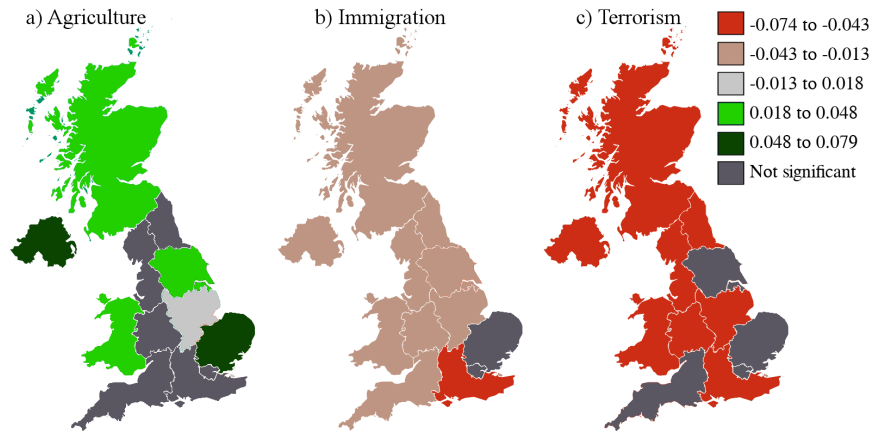 a) Agriculture
b) Immigration
c) Terrorism
-0.074 to -0.043
-0.043 to -0.013
-0.013 to 0.018
0.018 to 0.048
0.048 to 0.079
Not significant